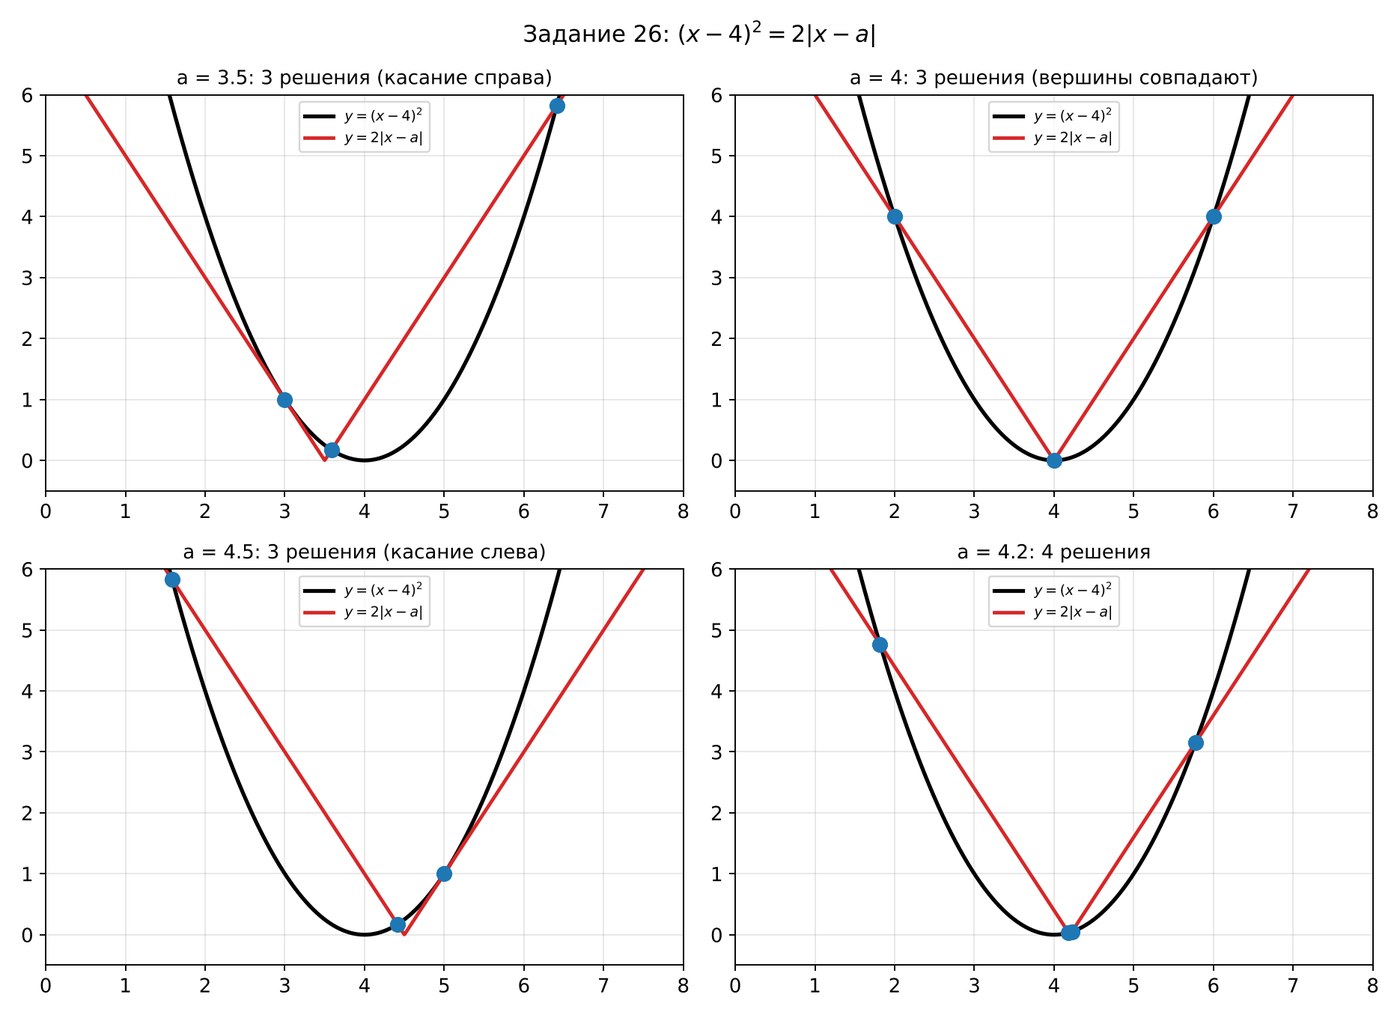 Задание 26: (x − 4)² = 2|x − a|
a = 3.5: 3 решения (касание справа)
6
5
4
3
2
1
0
y = (x − 4)²
y = 2|x − a|
0 1 2 3 4 5 6 7 8
a = 4: 3 решения (вершины совпадают)
6
5
4
3
2
1
0
y = (x − 4)²
y = 2|x − a|
0 1 2 3 4 5 6 7 8
a = 4.5: 3 решения (касание слева)
6
5
4
3
2
1
0
y = (x − 4)²
y = 2|x − a|
0 1 2 3 4 5 6 7 8
a = 4.2: 4 решения
6
5
4
3
2
1
0
y = (x − 4)²
y = 2|x − a|
0 1 2 3 4 5 6 7 8